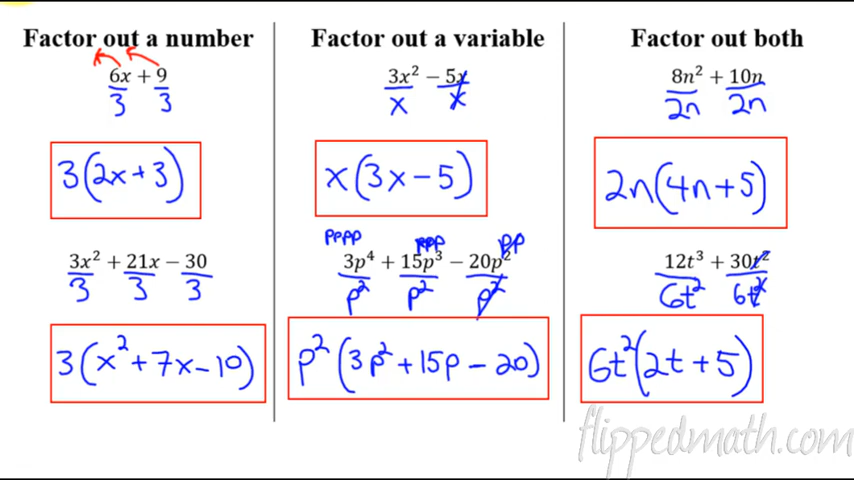 Factor out a number
6x + 9
3 3
3(2x + 3)
3x² + 21x − 30
3 3 3
3(x² + 7x − 10)
Factor out a variable
3x² − 5x
x x
x(3x − 5)
pppp ppp pp
3p⁴ + 15p³ − 20p²
p² p² p²
p²(3p² + 15p − 20)
Factor out both
8n² + 10n
2n 2n
2n(4n + 5)
12t³ + 30t²
6t² 6t²
6t²(2t + 5)
flippedmath.com